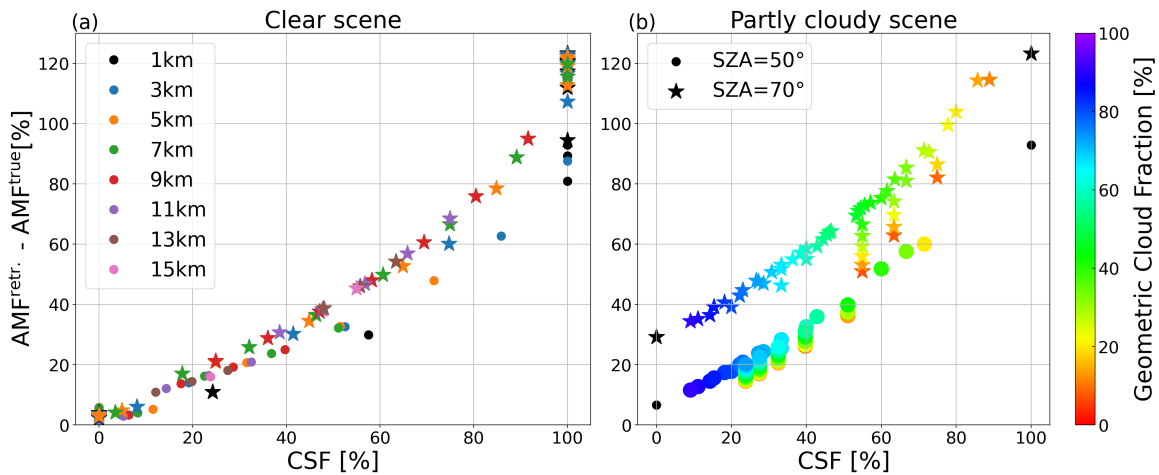 (a)
Clear scene
(b)
Partly cloudy scene
AMF^retr. - AMF^true[%]
120
100
80
60
40
20
0
1km
3km
5km
7km
9km
11km
13km
15km
0 20 40 60 80 100
CSF [%]
120
100
80
60
40
20
0
SZA=50°
SZA=70°
0 20 40 60 80 100
CSF [%]
100
80
60
40
20
0
Geometric Cloud Fraction [%]